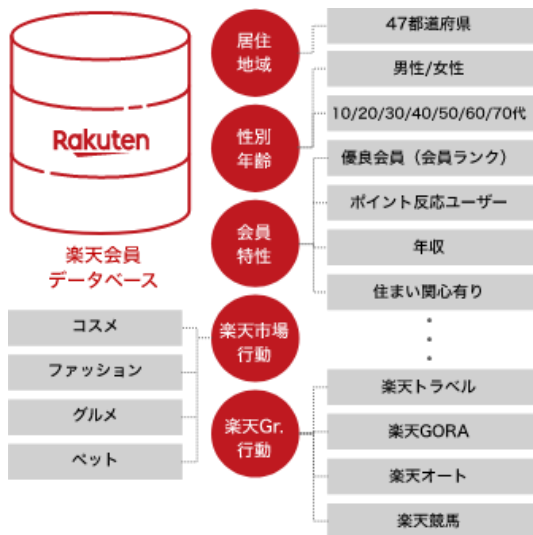 Rakuten
楽天会員
データベース
居住
地域
47都道府県
性別
年齢
男性/女性
10/20/30/40/50/60/70代
会員
特性
優良会員（会員ランク）
ポイント反応ユーザー
年収
住まい関心有り
楽天市場
行動
コスメ
ファッション
グルメ
ペット
楽天Gr.
行動
楽天トラベル
楽天GORA
楽天オート
楽天競馬